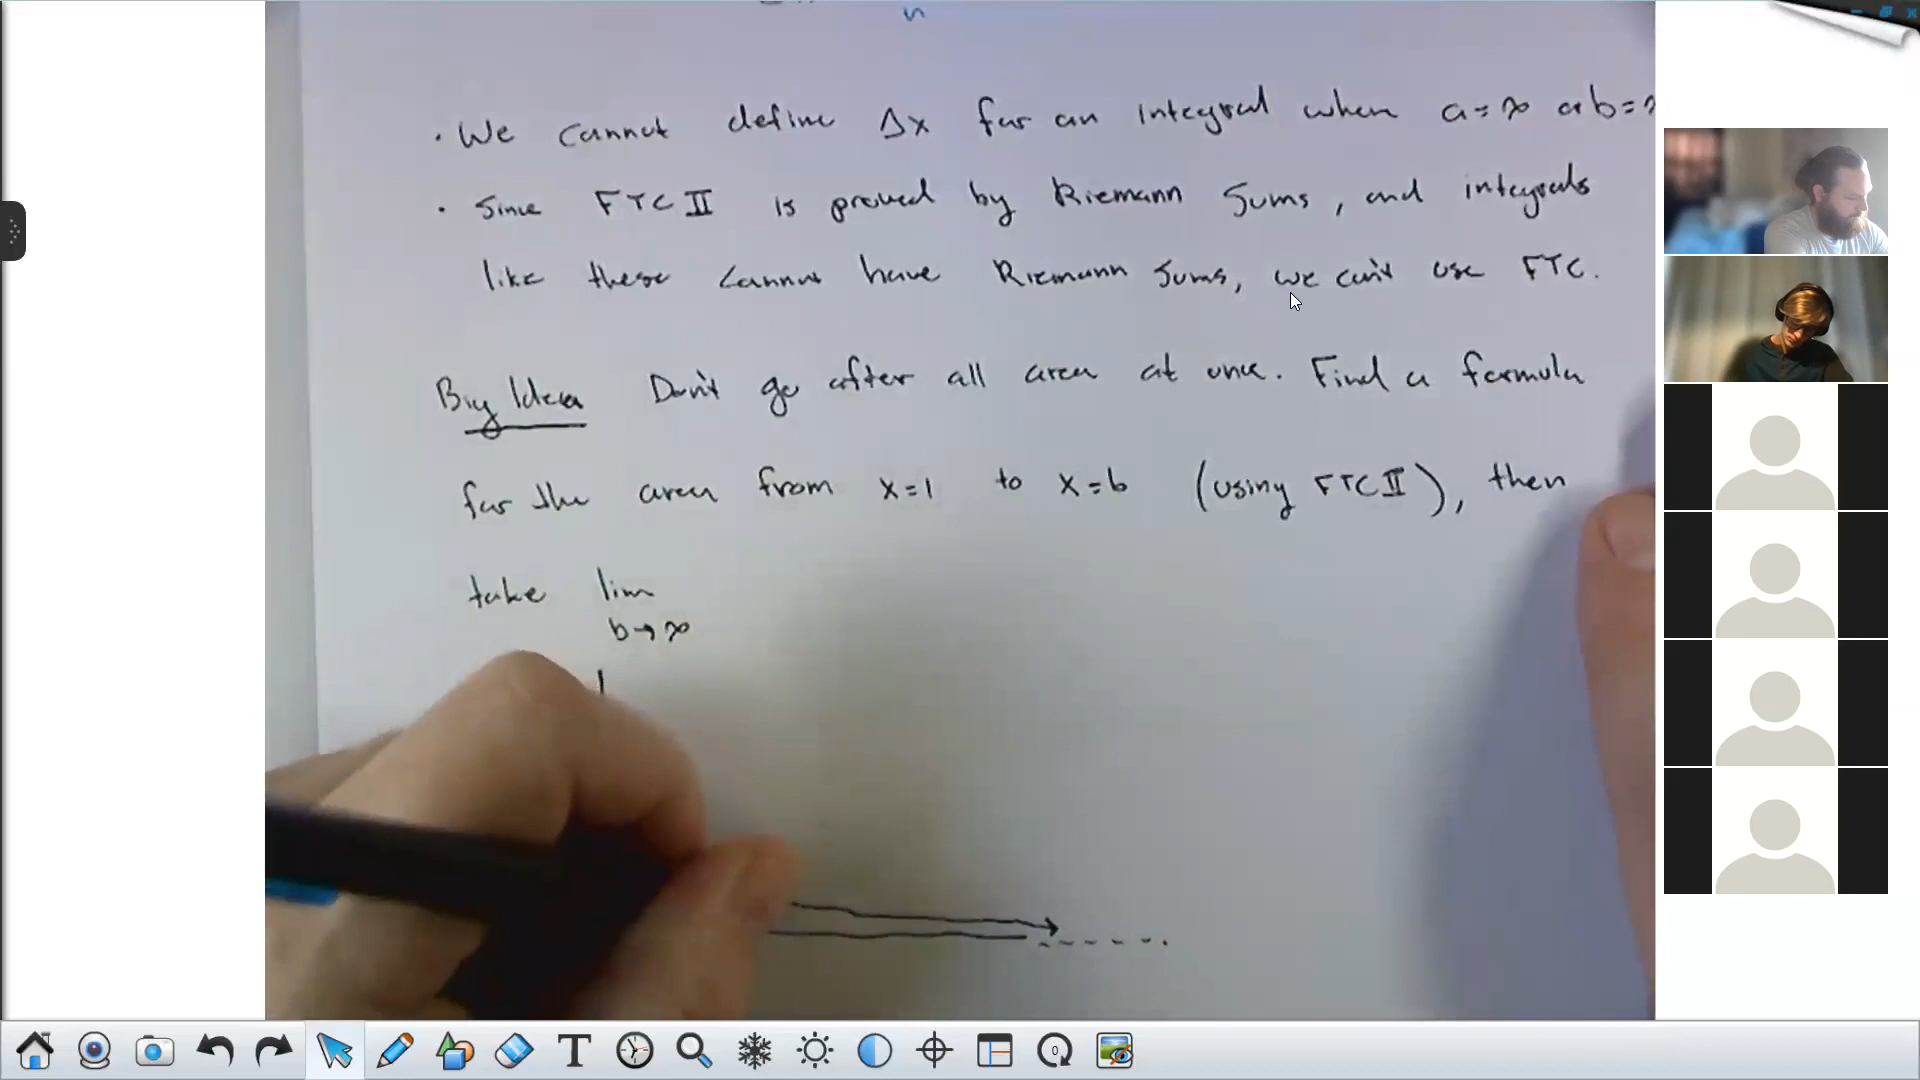 n
· We cannot define Δx for an integral when a=∞ or b=∞
· Since FTC II is proved by Riemann Sums, and integrals
like these cannot have Riemann Sums, we can't use FTC.
Big Idea Don't go after all area at once. Find a formula
for the area from x=1 to x=b (using FTC II), then
take lim
b→∞
T
0